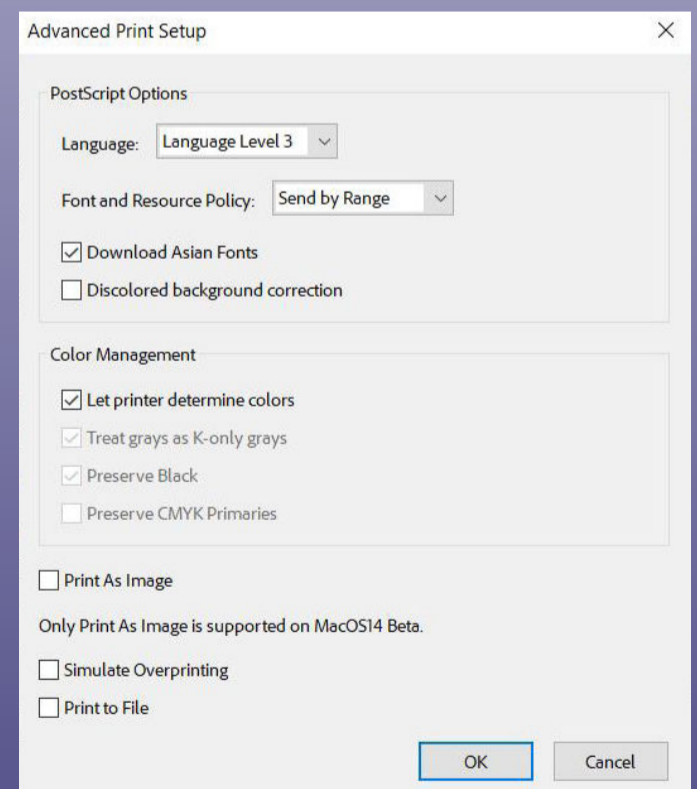 Advanced Print Setup
PostScript Options
Language: Language Level 3
Font and Resource Policy: Send by Range
Download Asian Fonts
Discolored background correction
Color Management
Let printer determine colors
Treat grays as K-only grays
Preserve Black
Preserve CMYK Primaries
Print As Image
Only Print As Image is supported on MacOS14 Beta.
Simulate Overprinting
Print to File
OK Cancel